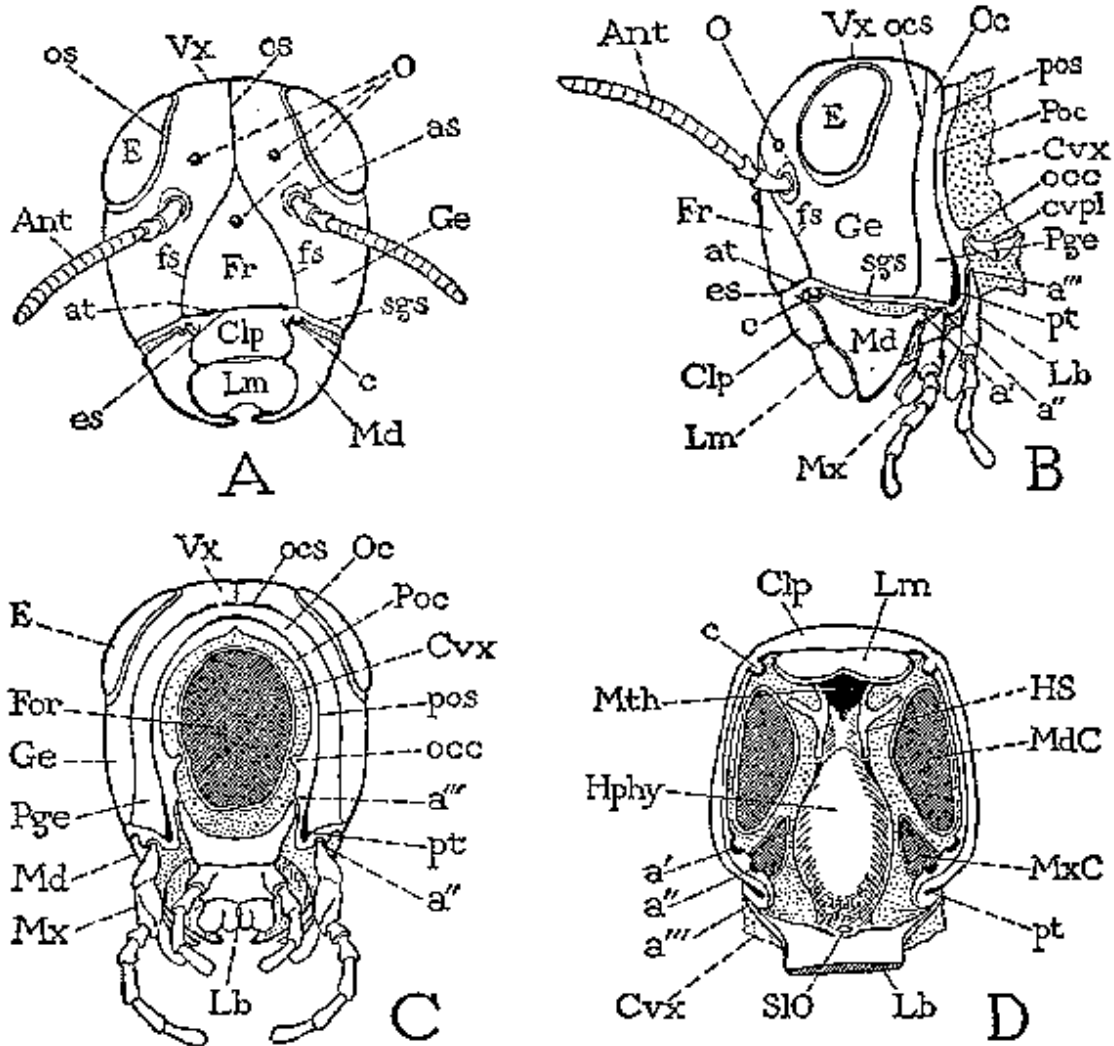 os
Vx
cs
O
E
as
Ant
Ge
fs
Fr
fs
at
Clp
sgs
Lm
c
es
Md
A
Ant
O
Vx
ocs
Oc
pos
E
Poc
Cvx
occ
cvpl
Fr
fs
Ge
Pge
at
sgs
a'''
es
pt
c
Md
Lb
Clp
a'
a''
Lm
Mx
B
Vx
ocs
Oc
E
Poc
Cvx
For
pos
Ge
occ
Pge
a'''
pt
Md
a''
Mx
Lb
C
Clp
Lm
c
Mth
HS
MdC
Hphy
a'
MxC
a''
a'''
pt
Cvx
SlO
Lb
D